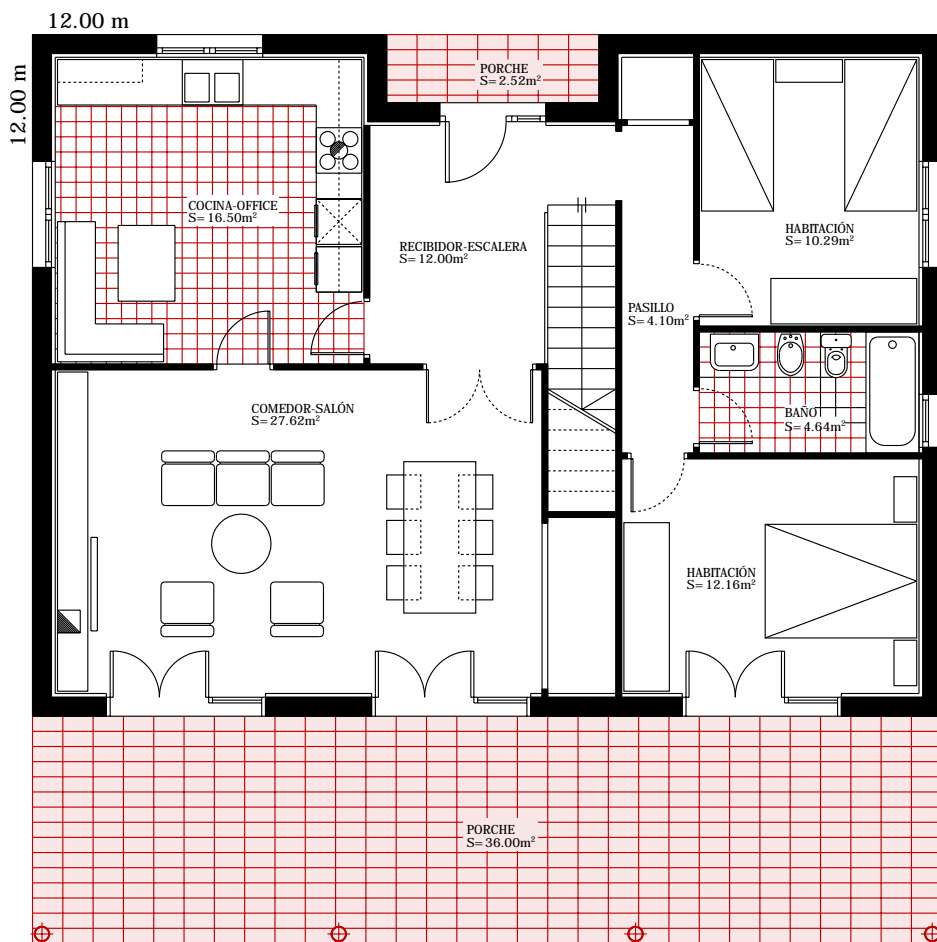 12.00 m
12.00 m
PORCHE
S=2.52m²
COCINA-OFFICE
S=16.50m²
RECIBIDOR-ESCALERA
S=12.00m²
HABITACIÓN
S=10.29m²
PASILLO
S=4.10m²
COMEDOR-SALÓN
S=27.62m²
BAÑO
S=4.64m²
HABITACIÓN
S=12.16m²
PORCHE
S=36.00m²